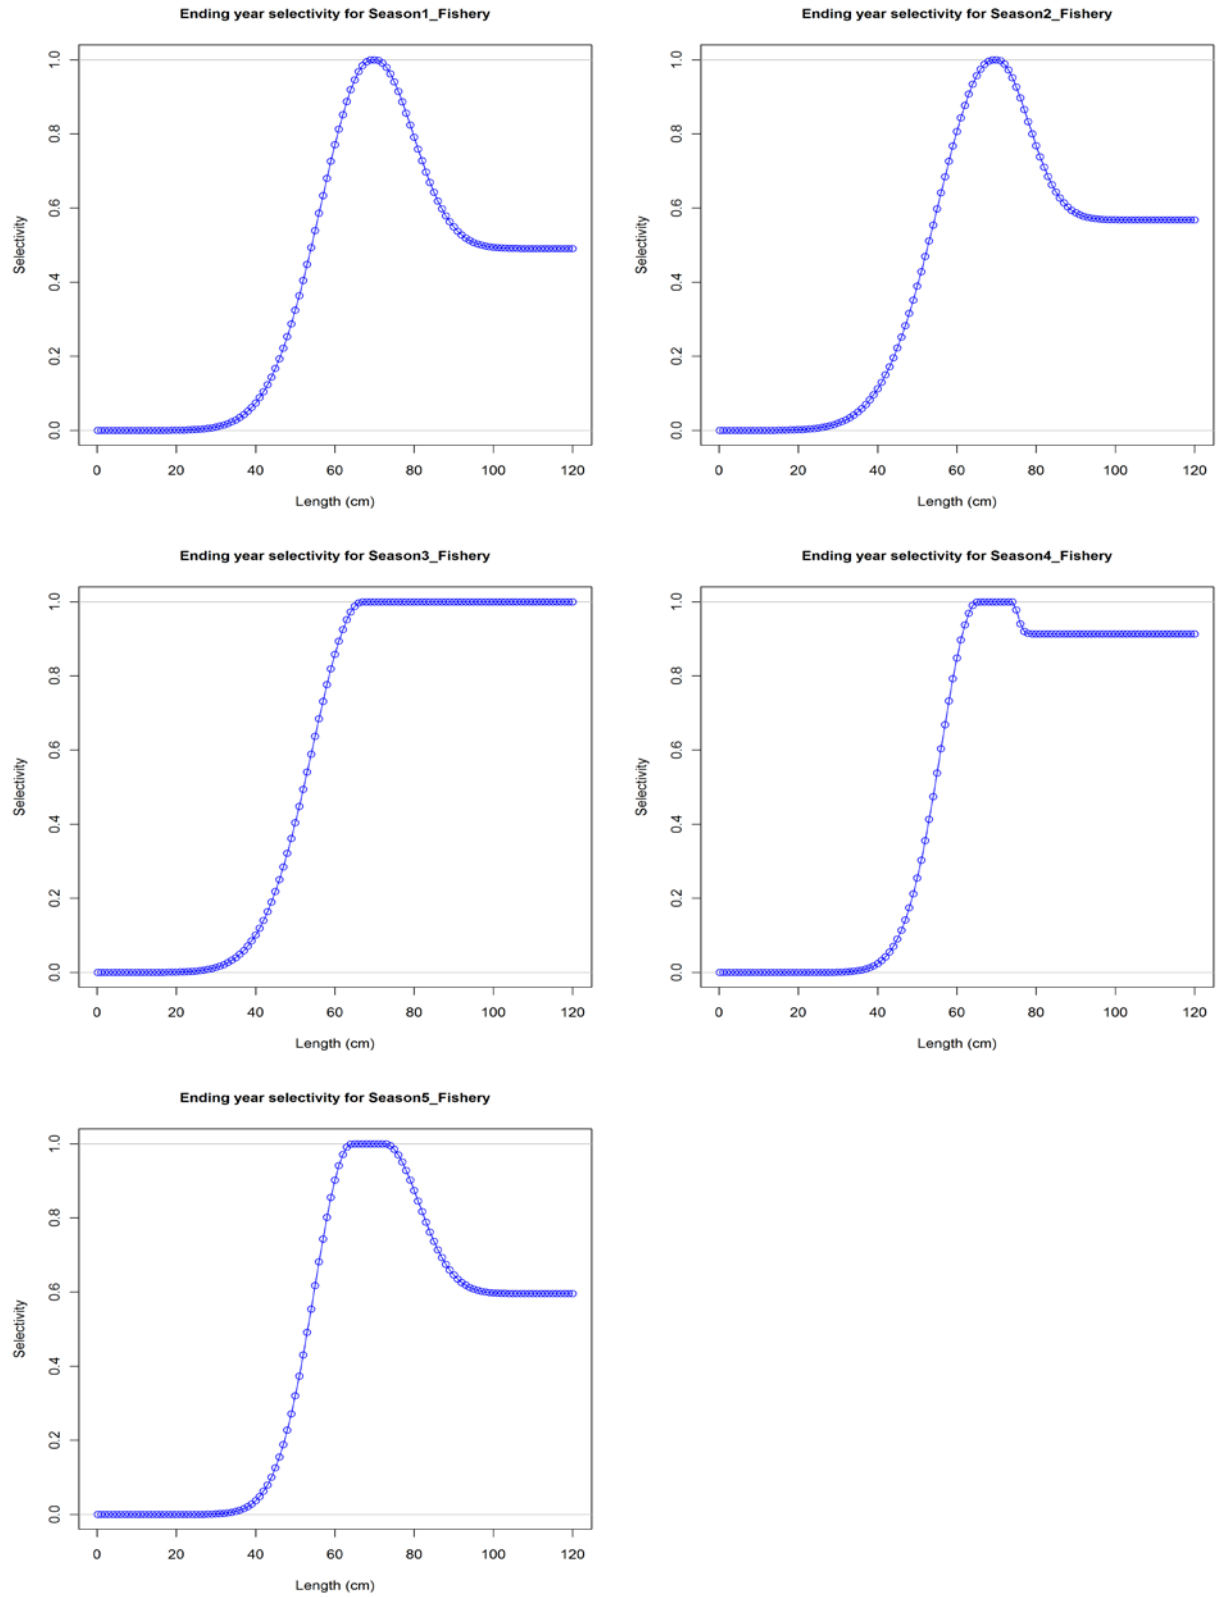 Ending year selectivity for Season1_Fishery
Selectivity
1.0
0.8
0.6
0.4
0.2
0.0
0 20 40 60 80 100 120
Length (cm)
Ending year selectivity for Season2_Fishery
Selectivity
1.0
0.8
0.6
0.4
0.2
0.0
0 20 40 60 80 100 120
Length (cm)
Ending year selectivity for Season3_Fishery
Selectivity
1.0
0.8
0.6
0.4
0.2
0.0
0 20 40 60 80 100 120
Length (cm)
Ending year selectivity for Season4_Fishery
Selectivity
1.0
0.8
0.6
0.4
0.2
0.0
0 20 40 60 80 100 120
Length (cm)
Ending year selectivity for Season5_Fishery
Selectivity
1.0
0.8
0.6
0.4
0.2
0.0
0 20 40 60 80 100 120
Length (cm)